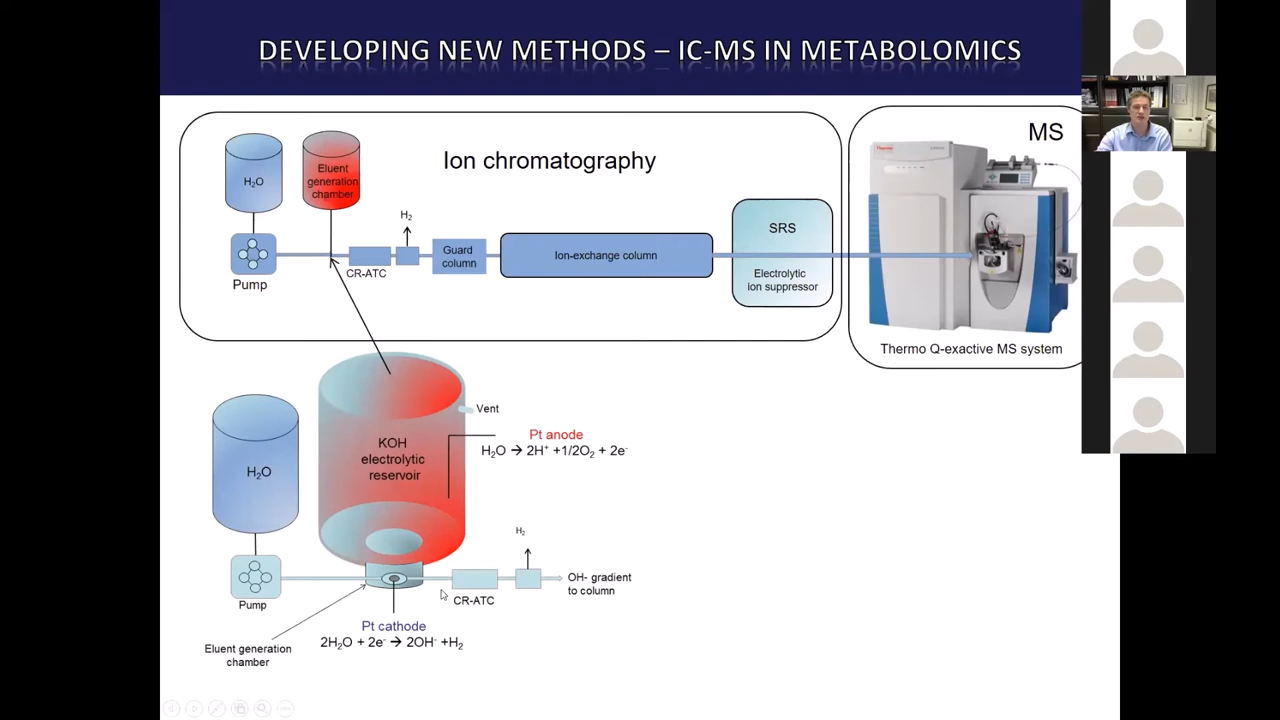 DEVELOPING NEW METHODS – IC-MS IN METABOLOMICS
Ion chromatography
MS
H₂O
Eluent
generation
chamber
H₂
Guard
column
Ion-exchange column
SRS
Electrolytic
ion suppressor
CR-ATC
Pump
Thermo
Thermo Q-exactive MS system
Vent
KOH
electrolytic
reservoir
Pt anode
H₂O → 2H⁺ +1/2O₂ + 2e⁻
H₂O
H₂
OH- gradient
to column
Pump
CR-ATC
Pt cathode
2H₂O + 2e⁻ → 2OH⁻ +H₂
Eluent generation
chamber